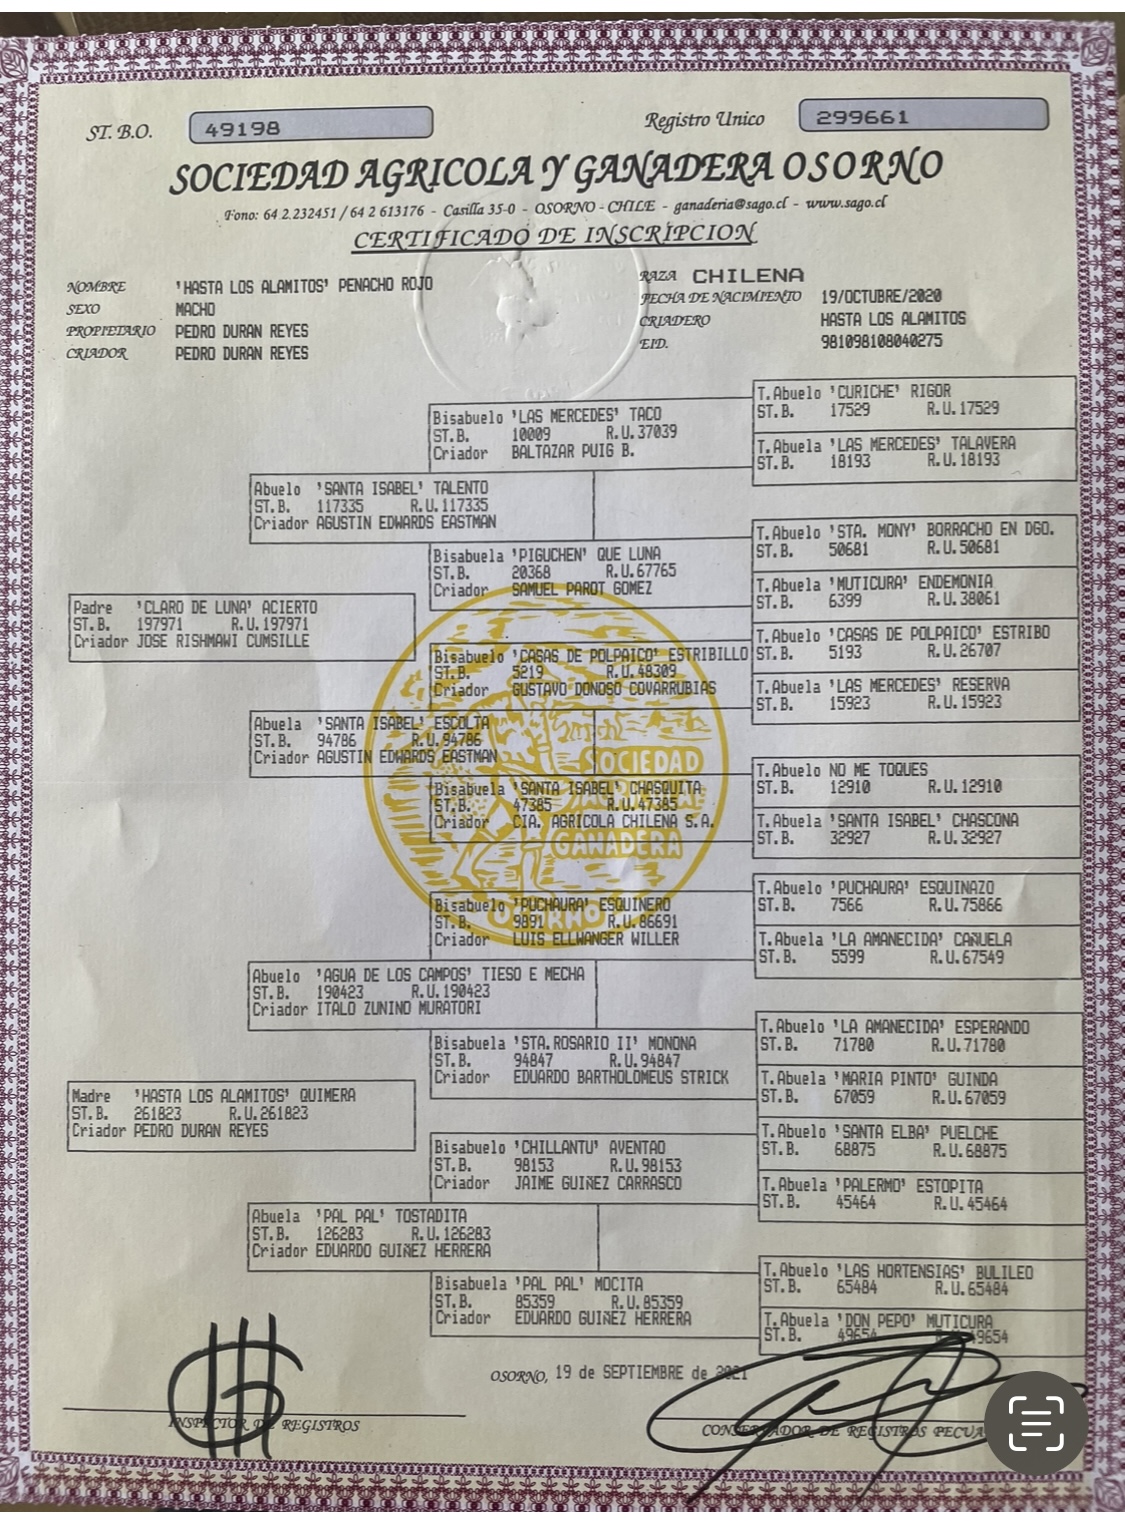 ST. B.O. 49198 Registro Unico 299661
SOCIEDAD AGRICOLA Y GANADERA OSORNO
Fono: 64 2.232451 / 64 2 613176 - Casilla 35-0 - OSORNO - CHILE - ganaderia@sago.cl - www.sago.cl
CERTIFICADO DE INSCRIPCION
NOMBRE 'HASTA LOS ALAMITOS' PENACHO ROJO
SEXO MACHO
PROPIETARIO PEDRO DURAN REYES
CRIADOR PEDRO DURAN REYES
RAZA CHILENA
FECHA DE NACIMIENTO 19/OCTUBRE/2020
CRIADERO HASTA LOS ALAMITOS
EID. 981098108040275
T.Abuelo 'CURICHE' RIGOR
ST.B. 17529 R.U.17529
Bisabuelo 'LAS MERCEDES' TACO
ST.B. 10009 R.U.37039
Criador BALTAZAR PUIG B.
T.Abuela 'LAS MERCEDES' TALAVERA
ST.B. 18193 R.U.18193
Abuelo 'SANTA ISABEL' TALENTO
ST.B. 117335 R.U.117335
Criador AGUSTIN EDWARDS EASTMAN
T.Abuelo 'STA. MONY' BORRACHO EN DGO.
ST.B. 50681 R.U.50681
Bisabuela 'PIGUCHEN' QUE LUNA
ST.B. 20368 R.U.67765
Criador SAMUEL PAROT GOMEZ
T.Abuela 'MUTICURA' ENDEMONIA
ST.B. 6399 R.U.38061
Padre 'CLARO DE LUNA' ACIERTO
ST.B. 197971 R.U.197971
Criador JOSE RISHMAWI CUMSILLE
T.Abuelo 'CASAS DE POLPAICO' ESTRIBO
ST.B. 5193 R.U.26707
Bisabuelo 'CASAS DE POLPAICO' ESTRIBILLO
ST.B. 5219 R.U.48309
Criador GUSTAVO DONOSO COVARRUBIAS
T.Abuela 'LAS MERCEDES' RESERVA
ST.B. 15923 R.U.15923
Abuela 'SANTA ISABEL' ESCOLTA
ST.B. 94786 R.U.94786
Criador AGUSTIN EDWARDS EASTMAN
T.Abuelo NO ME TOQUES
ST.B. 12910 R.U.12910
Bisabuela 'SANTA ISABEL' CHASQUITA
ST.B. 47385 R.U.47385
Criador CIA. AGRICOLA CHILENA S.A.
T.Abuela 'SANTA ISABEL' CHASCONA
ST.B. 32927 R.U.32927
SOCIEDAD
GANADERA
OSORNO
T.Abuelo 'PUCHAURA' ESQUINAZO
ST.B. 7566 R.U.75866
Bisabuelo 'PUCHAURA' ESQUINERO
ST.B. 9891 R.U.86691
Criador LUIS ELLWANGER WILLER
T.Abuela 'LA AMANECIDA' CAÑUELA
ST.B. 5599 R.U.67549
Abuelo 'AGUA DE LOS CAMPOS' TIESO E MECHA
ST.B. 190423 R.U.190423
Criador ITALO ZUNINO MURATORI
T.Abuelo 'LA AMANECIDA' ESPERANDO
ST.B. 71780 R.U.71780
Bisabuela 'STA.ROSARIO II' MONONA
ST.B. 94847 R.U.94847
Criador EDUARDO BARTHOLOMEUS STRICK
T.Abuela 'MARIA PINTO' GUINDA
ST.B. 67059 R.U.67059
Madre 'HASTA LOS ALAMITOS' QUIMERA
ST.B. 261823 R.U.261823
Criador PEDRO DURAN REYES
T.Abuelo 'SANTA ELBA' PUELCHE
ST.B. 68875 R.U.68875
Bisabuelo 'CHILLANTU' AVENTAO
ST.B. 98153 R.U.98153
Criador JAIME GUIÑEZ CARRASCO
T.Abuela 'PALERMO' ESTOPITA
ST.B. 45464 R.U.45464
Abuela 'PAL PAL' TOSTADITA
ST.B. 126283 R.U.126283
Criador EDUARDO GUIÑEZ HERRERA
T.Abuelo 'LAS HORTENSIAS' BULILEO
ST.B. 65484 R.U.65484
Bisabuela 'PAL PAL' MOCITA
ST.B. 85359 R.U.85359
Criador EDUARDO GUIÑEZ HERRERA
T.Abuela 'DON PEPO' MUTICURA
ST.B. 49654 R.U.49654
OSORNO, 19 de SEPTIEMBRE de 2021
INSPECTOR DE REGISTROS
CONSERVADOR DE REGISTROS PECUA